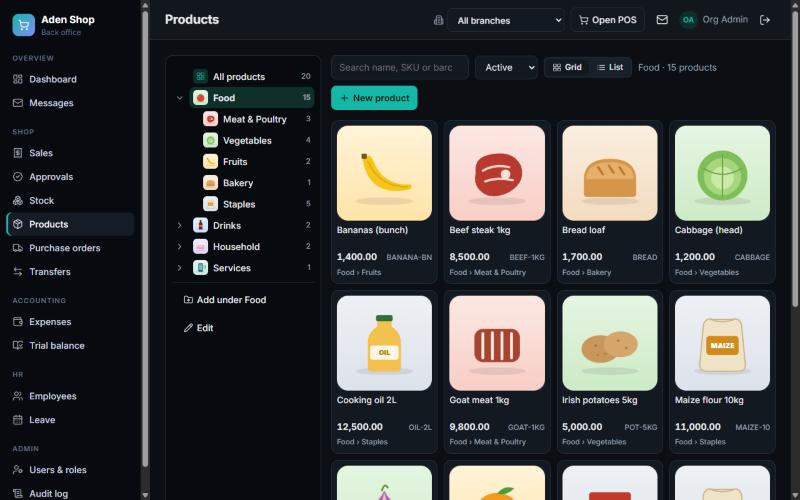 Aden Shop
Back office
OVERVIEW
Dashboard
Messages
SHOP
Sales
Approvals
Stock
Products
Purchase orders
Transfers
ACCOUNTING
Expenses
Trial balance
HR
Employees
Leave
ADMIN
Users & roles
Audit log
Products
All branches
Open POS
OA Org Admin
All products 20
Food 15
Meat & Poultry 3
Vegetables 4
Fruits 2
Bakery 1
Staples 5
Drinks 2
Household 2
Services 1
Add under Food
Edit
Search name, SKU or barc
Active
Grid
List
Food · 15 products
+ New product
Bananas (bunch)
1,400.00 BANANA-BN
Food › Fruits
Beef steak 1kg
8,500.00 BEEF-1KG
Food › Meat & Poultry
Bread loaf
1,700.00 BREAD
Food › Bakery
Cabbage (head)
1,200.00 CABBAGE
Food › Vegetables
OIL
Cooking oil 2L
12,500.00 OIL-2L
Food › Staples
Goat meat 1kg
9,800.00 GOAT-1KG
Food › Meat & Poultry
Irish potatoes 5kg
5,000.00 POT-5KG
Food › Vegetables
MAIZE
Maize flour 10kg
11,000.00 MAIZE-10
Food › Staples